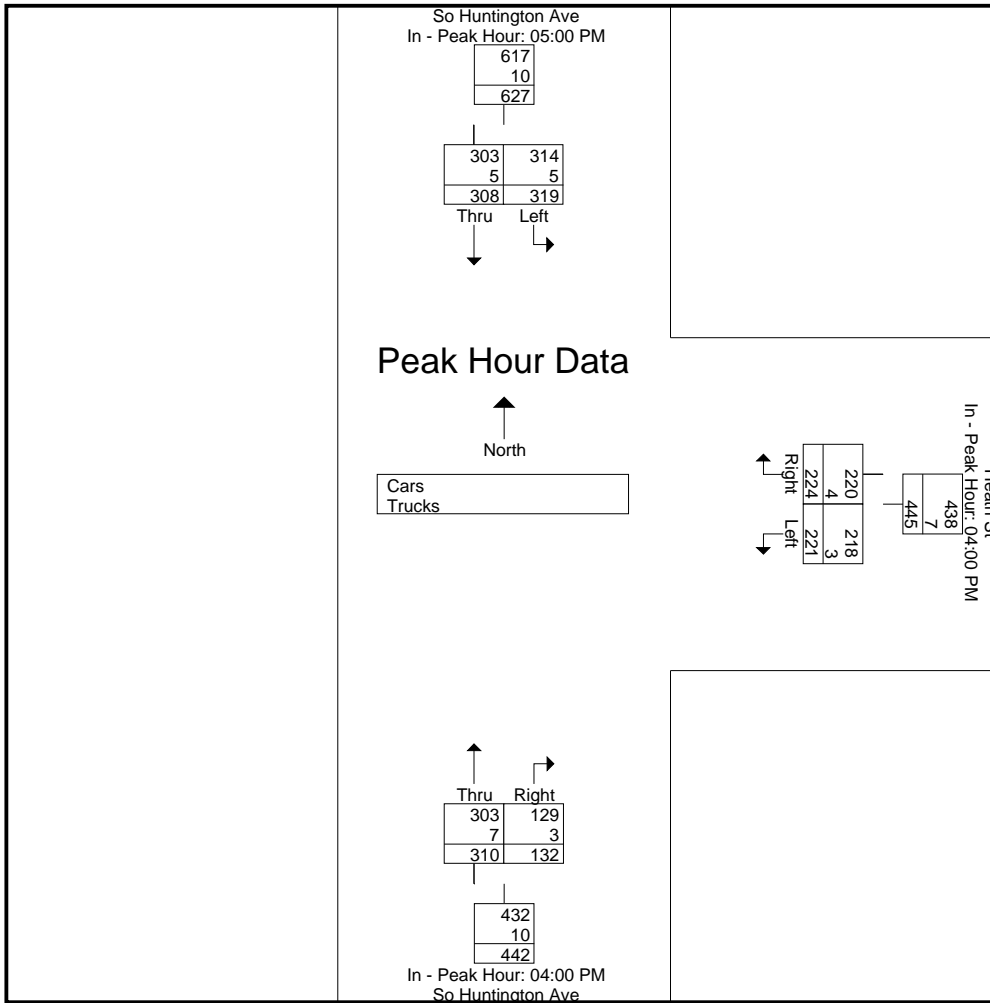 So Huntington Ave
In - Peak Hour: 05:00 PM
617
10
627
303 314
5 5
308 319
Thru Left
Peak Hour Data
North
Cars
Trucks
Heath St
In - Peak Hour: 04:00 PM
438
7
445
220 218
4 3
224 221
Right Left
Thru Right
303 129
7 3
310 132
432
10
442
In - Peak Hour: 04:00 PM
So Huntington Ave